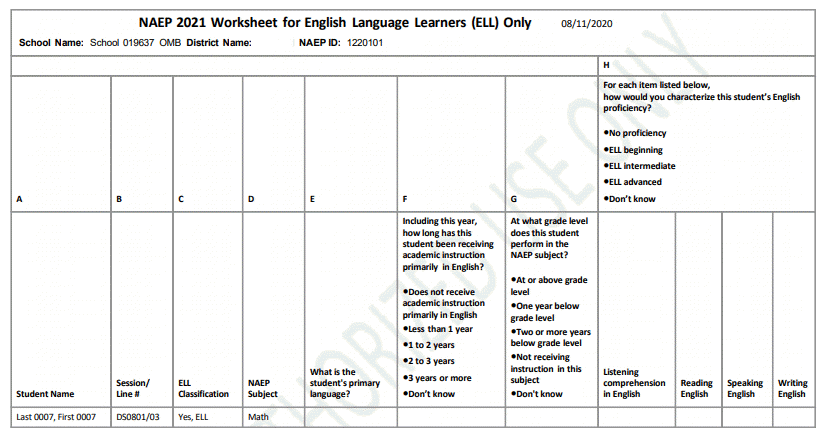 NAEP 2021 Worksheet for English Language Learners (ELL) Only 08/11/2020
School Name: School 019637 OMB District Name: NAEP ID: 1220101
H
For each item listed below,
how would you characterize this student's English
proficiency?
•No proficiency
•ELL beginning
•ELL intermediate
•ELL advanced
A B C D E F G •Don't know
Including this year,
how long has this
student been receiving
academic instruction
primarily in English?
•Does not receive
academic instruction
primarily in English
•Less than 1 year
•1 to 2 years
•2 to 3 years
•3 years or more
•Don't know
At what grade level
does this student
perform in the
NAEP subject?
•At or above grade
level
•One year below
grade level
•Two or more years
below grade level
•Not receiving
instruction in this
subject
•Don't know
Student Name
Session/
Line #
ELL
Classification
NAEP
Subject
What is the
student's primary
language?
Listening
comprehension
in English
Reading
English
Speaking
English
Writing
English
Last 0007, First 0007 DS0801/03 Yes, ELL Math
THORIZED USE ONLY